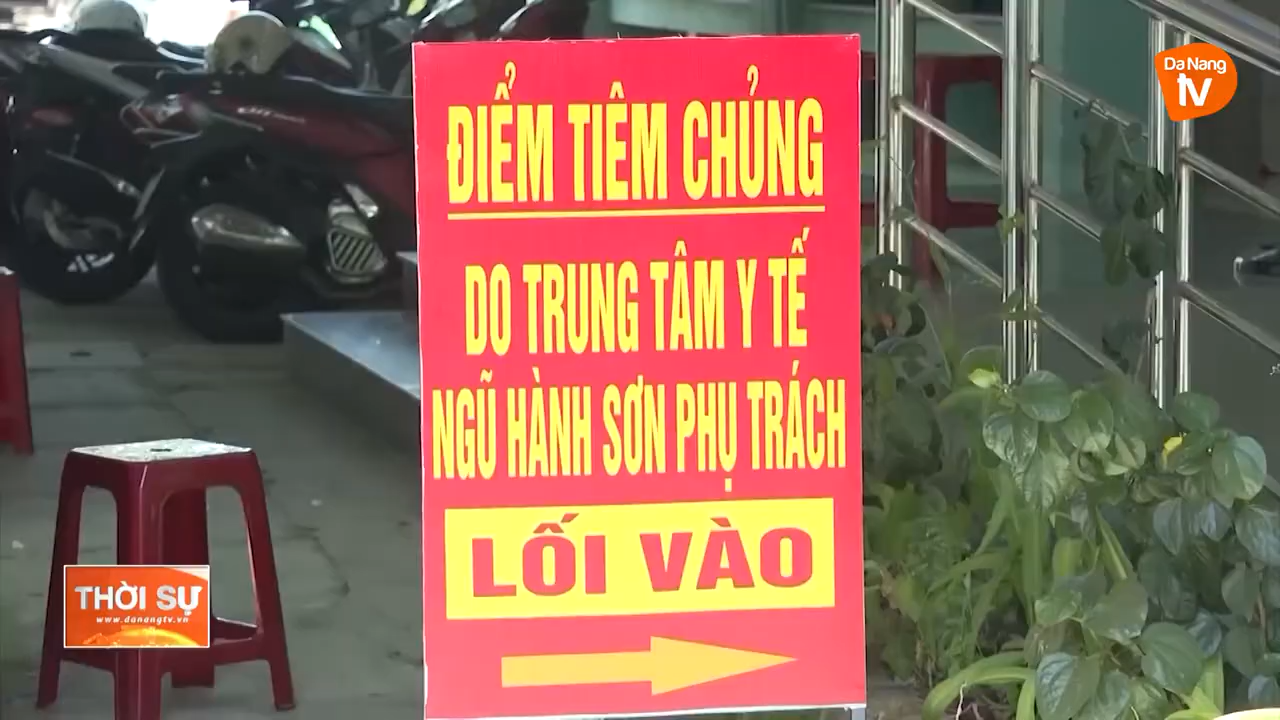 Da Nang
tv
ĐIỂM TIÊM CHỦNG
DO TRUNG TÂM Y TẾ
NGŨ HÀNH SƠN PHỤ TRÁCH
LỐI VÀO
THỜI SỰ
www.danangtv.vn